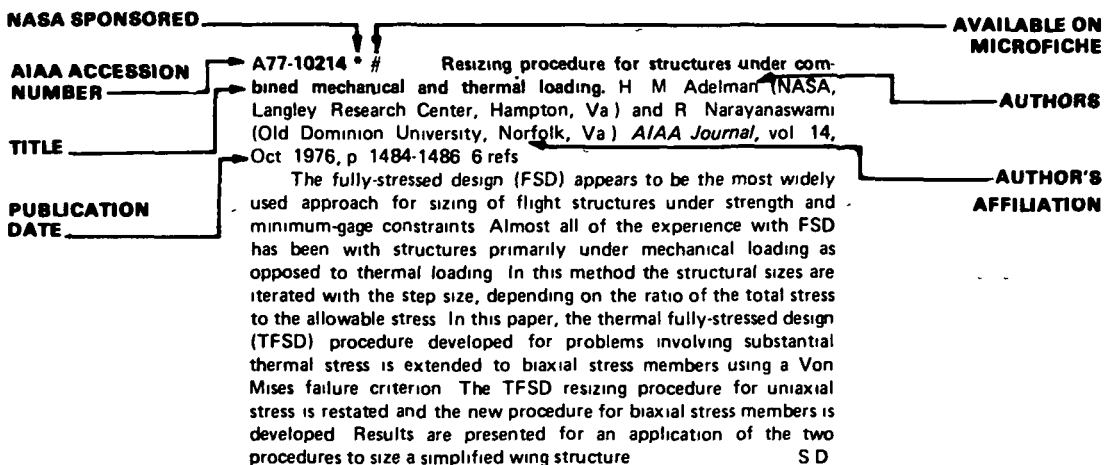 NASA SPONSORED
AVAILABLE ON
MICROFICHE
AIAA ACCESSION
NUMBER
A77-10214 * # Resizing procedure for structures under com-
bined mechanical and thermal loading. H M Adelman (NASA,
Langley Research Center, Hampton, Va ) and R Narayanaswami
(Old Dominion University, Norfolk, Va ) AIAA Journal, vol 14,
Oct 1976, p 1484-1486 6 refs
AUTHORS
TITLE
AUTHOR'S
AFFILIATION
PUBLICATION
DATE
The fully-stressed design (FSD) appears to be the most widely
used approach for sizing of flight structures under strength and
minimum-gage constraints Almost all of the experience with FSD
has been with structures primarily under mechanical loading as
opposed to thermal loading In this method the structural sizes are
iterated with the step size, depending on the ratio of the total stress
to the allowable stress In this paper, the thermal fully-stressed design
(TFSD) procedure developed for problems involving substantial
thermal stress is extended to biaxial stress members using a Von
Mises failure criterion The TFSD resizing procedure for uniaxial
stress is restated and the new procedure for biaxial stress members is
developed Results are presented for an application of the two
procedures to size a simplified wing structure S D